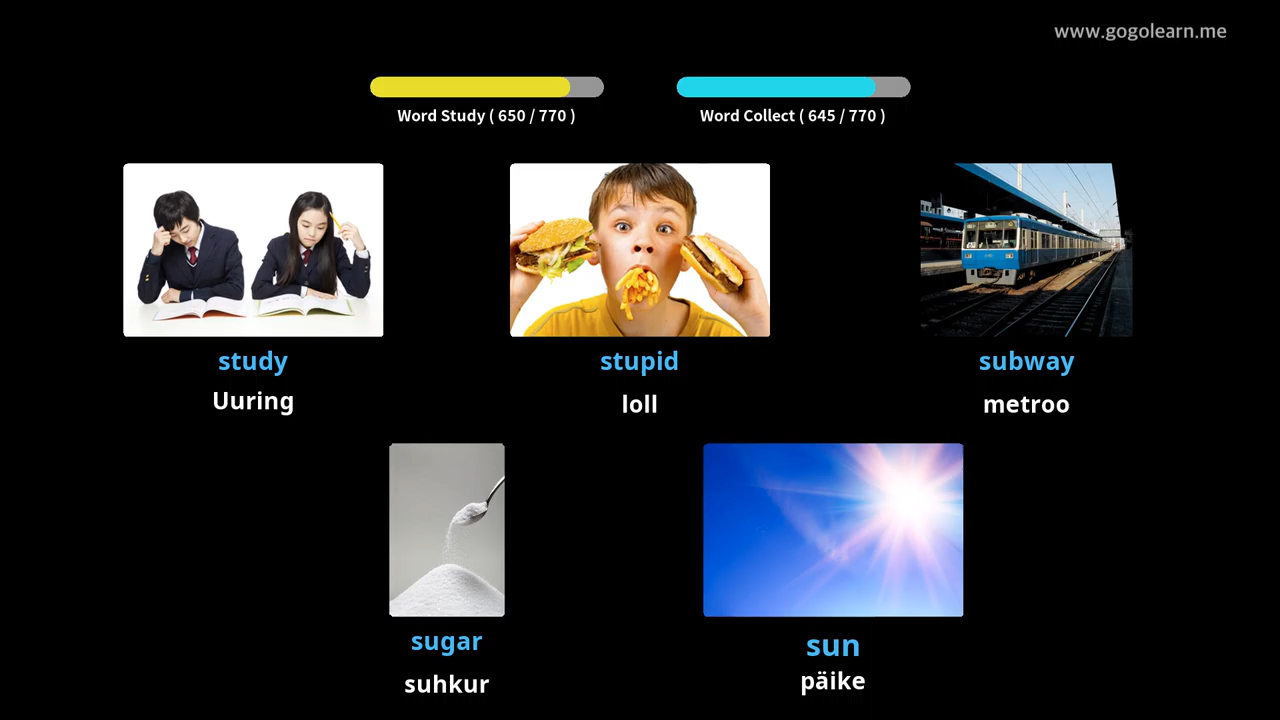 www.gogolearn.me
Word Study ( 650 / 770 )
Word Collect ( 645 / 770 )
study
Uuring
stupid
loll
subway
metroo
sugar
suhkur
sun
päike